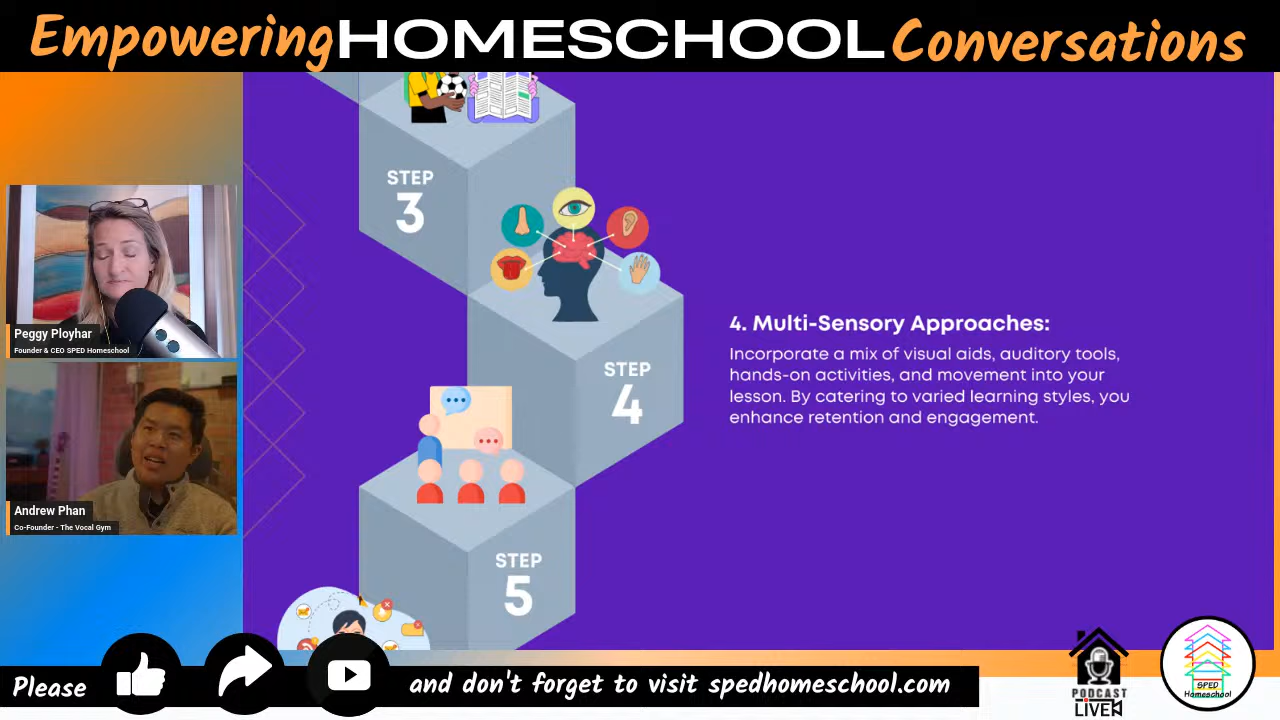 Empowering HOMESCHOOL Conversations
STEP
3
STEP
4
4. Multi-Sensory Approaches:
Incorporate a mix of visual aids, auditory tools,
hands-on activities, and movement into your
lesson. By catering to varied learning styles, you
enhance retention and engagement.
STEP
5
Peggy Ployhar
Founder & CEO SPED Homeschool
Andrew Phan
Co-Founder - The Vocal Gym
Please
and don't forget to visit spedhomeschool.com
PODCAST
LIVE
SPED
Homeschool